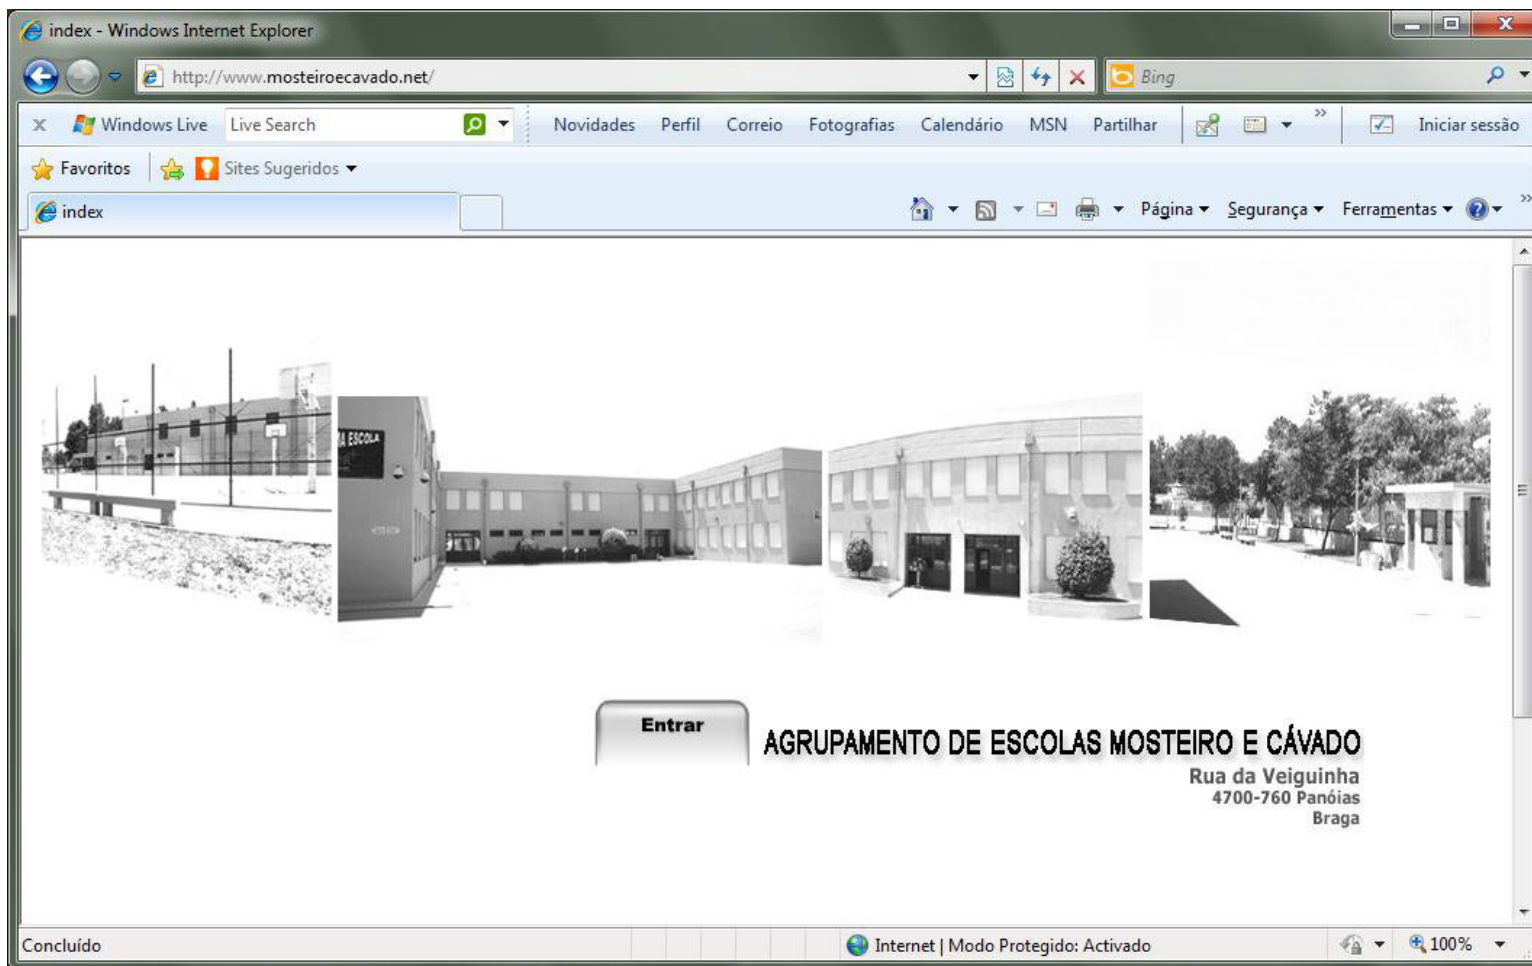 index - Windows Internet Explorer
http://www.mosteiroecavado.net/
Bing
x Windows Live Live Search Novidades Perfil Correio Fotografias Calendário MSN Partilhar » Iniciar sessão
Favoritos Sites Sugeridos
index Página Segurança Ferramentas »
A ESCOLA
Entrar
AGRUPAMENTO DE ESCOLAS MOSTEIRO E CÁVADO
Rua da Veiguinha
4700-760 Panóias
Braga
Concluído Internet | Modo Protegido: Activado 100%